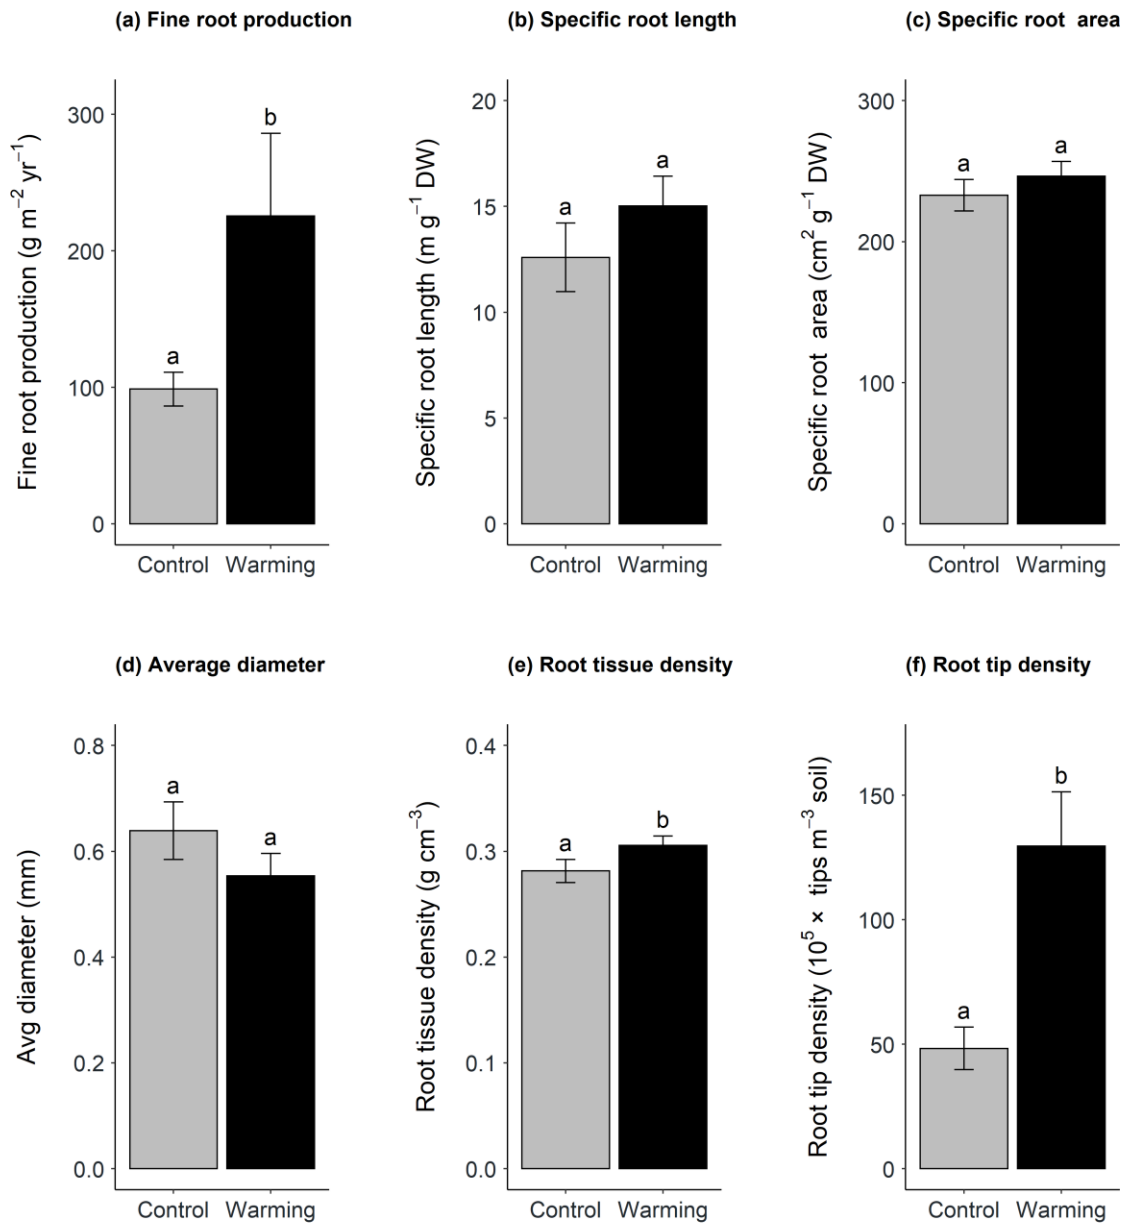 (a) Fine root production
Fine root production (g m⁻² yr⁻¹)
300
200
100
0
a
b
Control Warming
(b) Specific root length
Specific root length (m g⁻¹ DW)
20
15
10
5
0
a
a
Control Warming
(c) Specific root area
Specific root area (cm² g⁻¹ DW)
300
200
100
0
a
a
Control Warming
(d) Average diameter
Avg diameter (mm)
0.8
0.6
0.4
0.2
0.0
a
a
Control Warming
(e) Root tissue density
Root tissue density (g cm⁻³)
0.4
0.3
0.2
0.1
0.0
a
b
Control Warming
(f) Root tip density
Root tip density (10⁵ × tips m⁻³ soil)
150
100
50
0
a
b
Control Warming